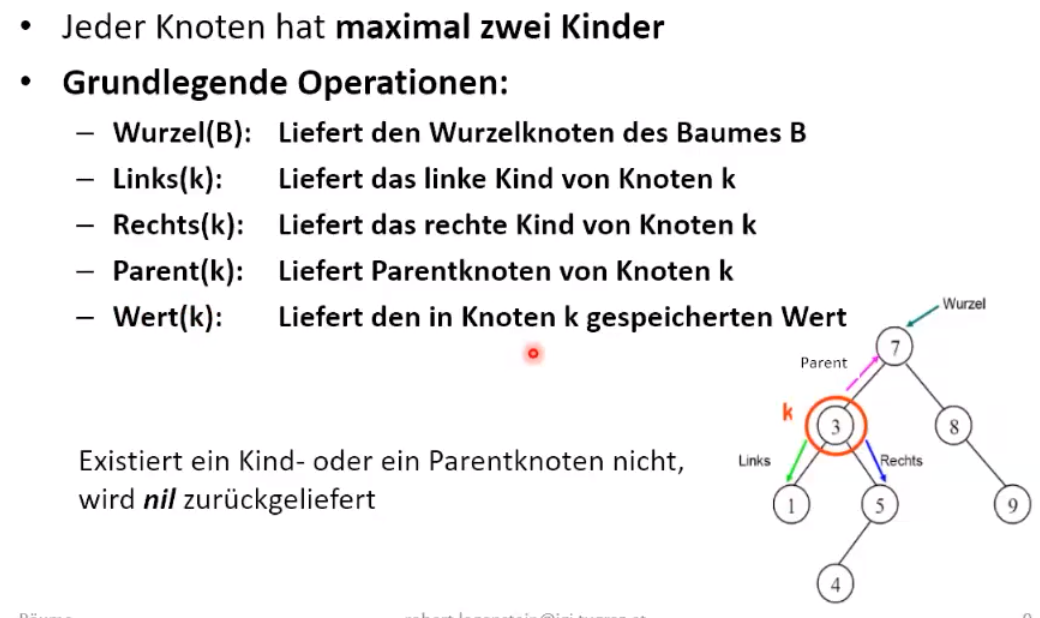 • Jeder Knoten hat maximal zwei Kinder
• Grundlegende Operationen:
– Wurzel(B): Liefert den Wurzelknoten des Baumes B
– Links(k): Liefert das linke Kind von Knoten k
– Rechts(k): Liefert das rechte Kind von Knoten k
– Parent(k): Liefert Parentknoten von Knoten k
– Wert(k): Liefert den in Knoten k gespeicherten Wert
Existiert ein Kind- oder ein Parentknoten nicht,
wird nil zurückgeliefert
Wurzel
7
Parent
k
3
8
Links
Rechts
1
5
9
4